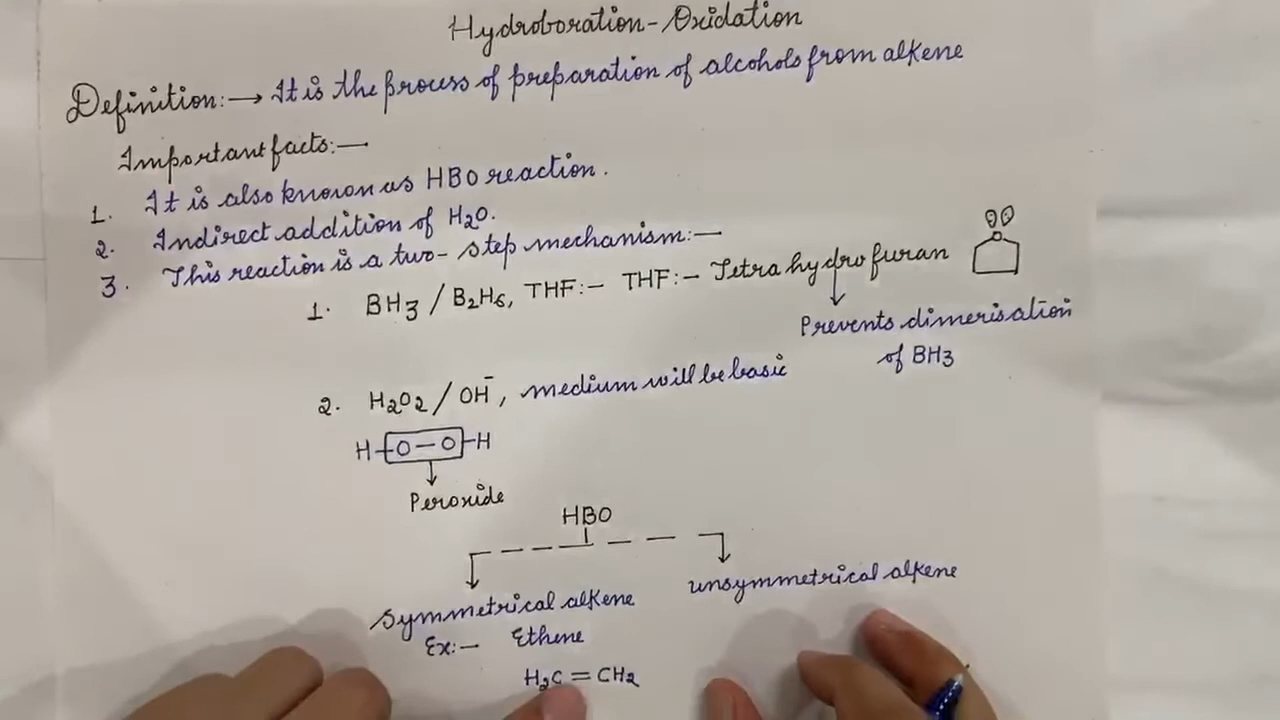 Hydroboration-Oxidation
Definition:→ It is the process of preparation of alcohols from alkene
Important facts:—
1. It is also known as HBO reaction.
2. Indirect addition of H2O.
3. This reaction is a two-step mechanism:—
1. BH3 / B2H6, THF:- THF:- Tetrahydrofuran
Prevents dimerisation
of BH3
2. H2O2 / OH⁻, medium will be basic
H-O-O-H
Peroxide
HBO
Symmetrical alkene
unsymmetrical alkene
Ex:- Ethene
H2C=CH2